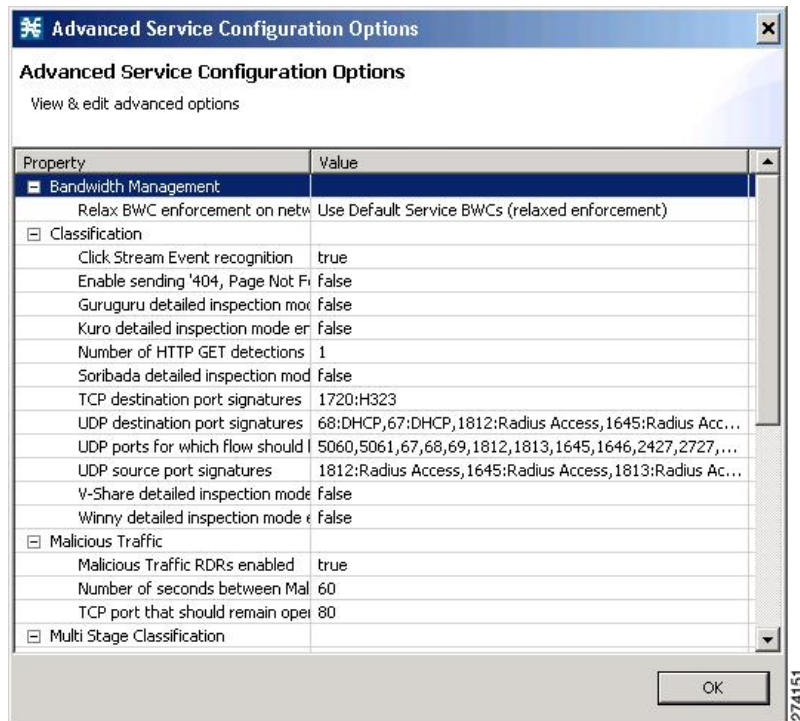 Advanced Service Configuration Options
Advanced Service Configuration Options
View & edit advanced options
Property Value
Bandwidth Management
Relax BWC enforcement on netw Use Default Service BWCs (relaxed enforcement)
Classification
Click Stream Event recognition true
Enable sending '404, Page Not F false
Guruguru detailed inspection mod false
Kuro detailed inspection mode er false
Number of HTTP GET detections 1
Soribada detailed inspection mod false
TCP destination port signatures 1720:H323
UDP destination port signatures 68:DHCP,67:DHCP,1812:Radius Access,1645:Radius Acc...
UDP ports for which flow should 5060,5061,67,68,69,1812,1813,1645,1646,2427,2727,...
UDP source port signatures 1812:Radius Access,1645:Radius Access,1813:Radius Ac...
V-Share detailed inspection mode false
Winny detailed inspection mode false
Malicious Traffic
Malicious Traffic RDRs enabled true
Number of seconds between Mal 60
TCP port that should remain oper 80
Multi Stage Classification
OK
274151